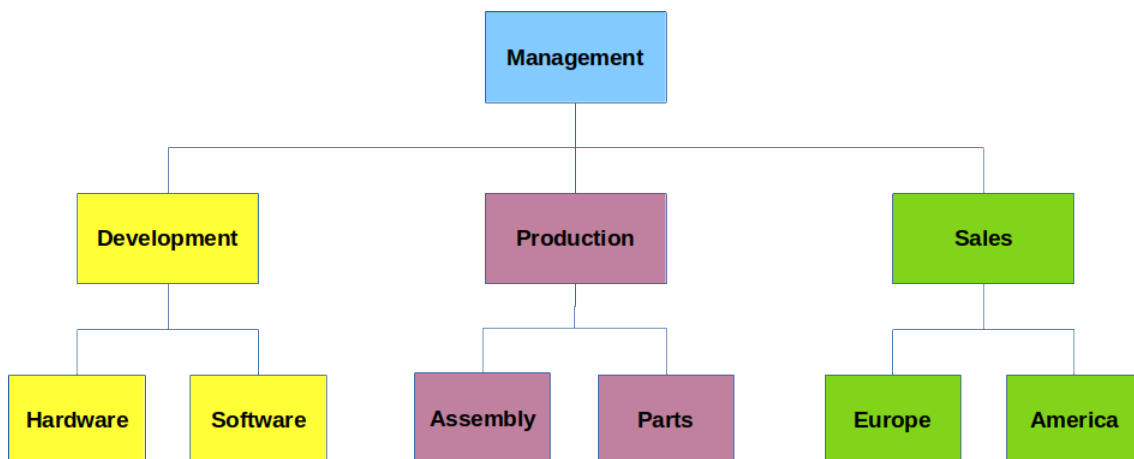 Management
Development
Production
Sales
Hardware
Software
Assembly
Parts
Europe
America